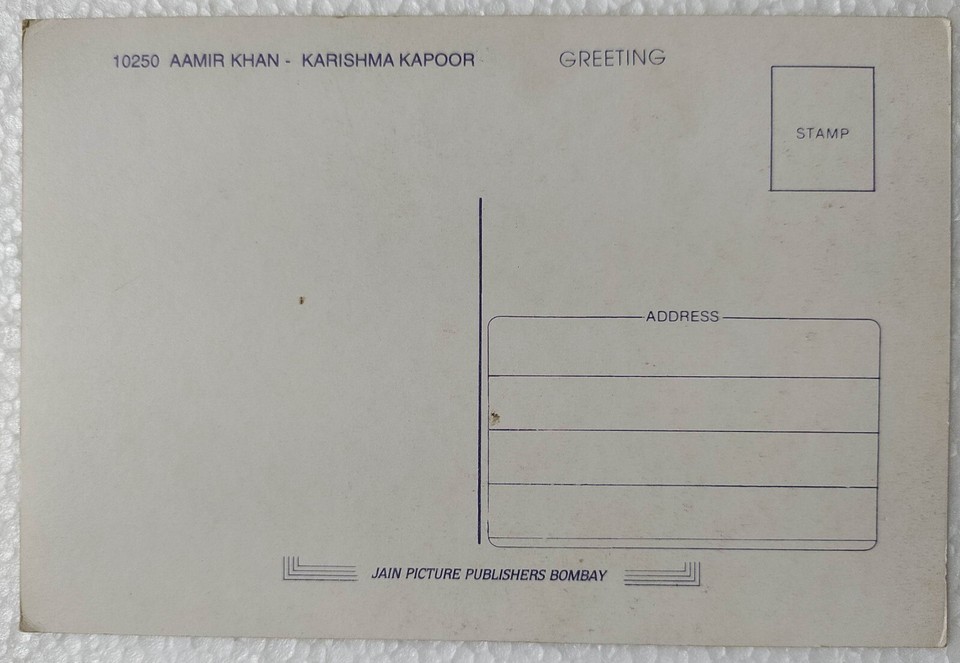 10250 AAMIR KHAN - KARISHMA KAPOOR
GREETING
STAMP
ADDRESS
JAIN PICTURE PUBLISHERS BOMBAY